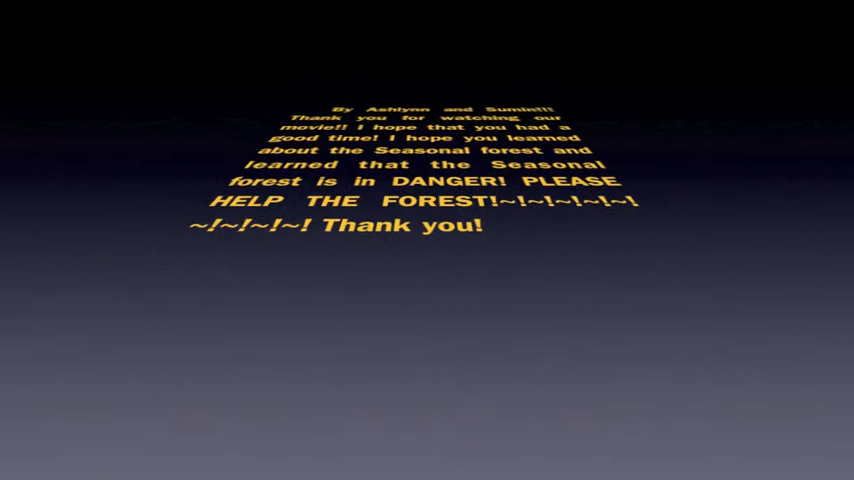 By Ashlynn and Sumin!!!
Thank you for watching our
movie!! I hope that you had a
good time! I hope you learned
about the Seasonal forest and
learned that the Seasonal
forest is in DANGER! PLEASE
HELP THE FOREST!~!~!~!~!~!
~!~!~!~! Thank you!